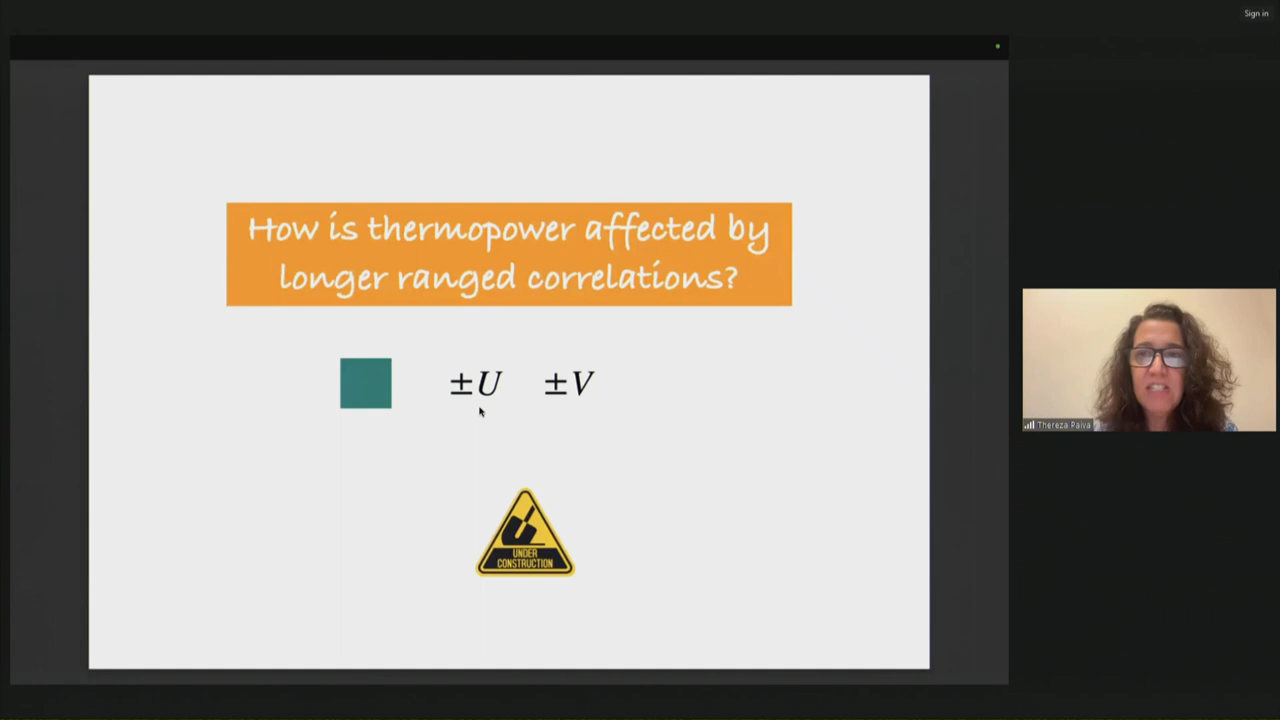 Sign in
How is thermopower affected by
longer ranged correlations?
±U ±V
UNDER
CONSTRUCTION
Thereza Paiva